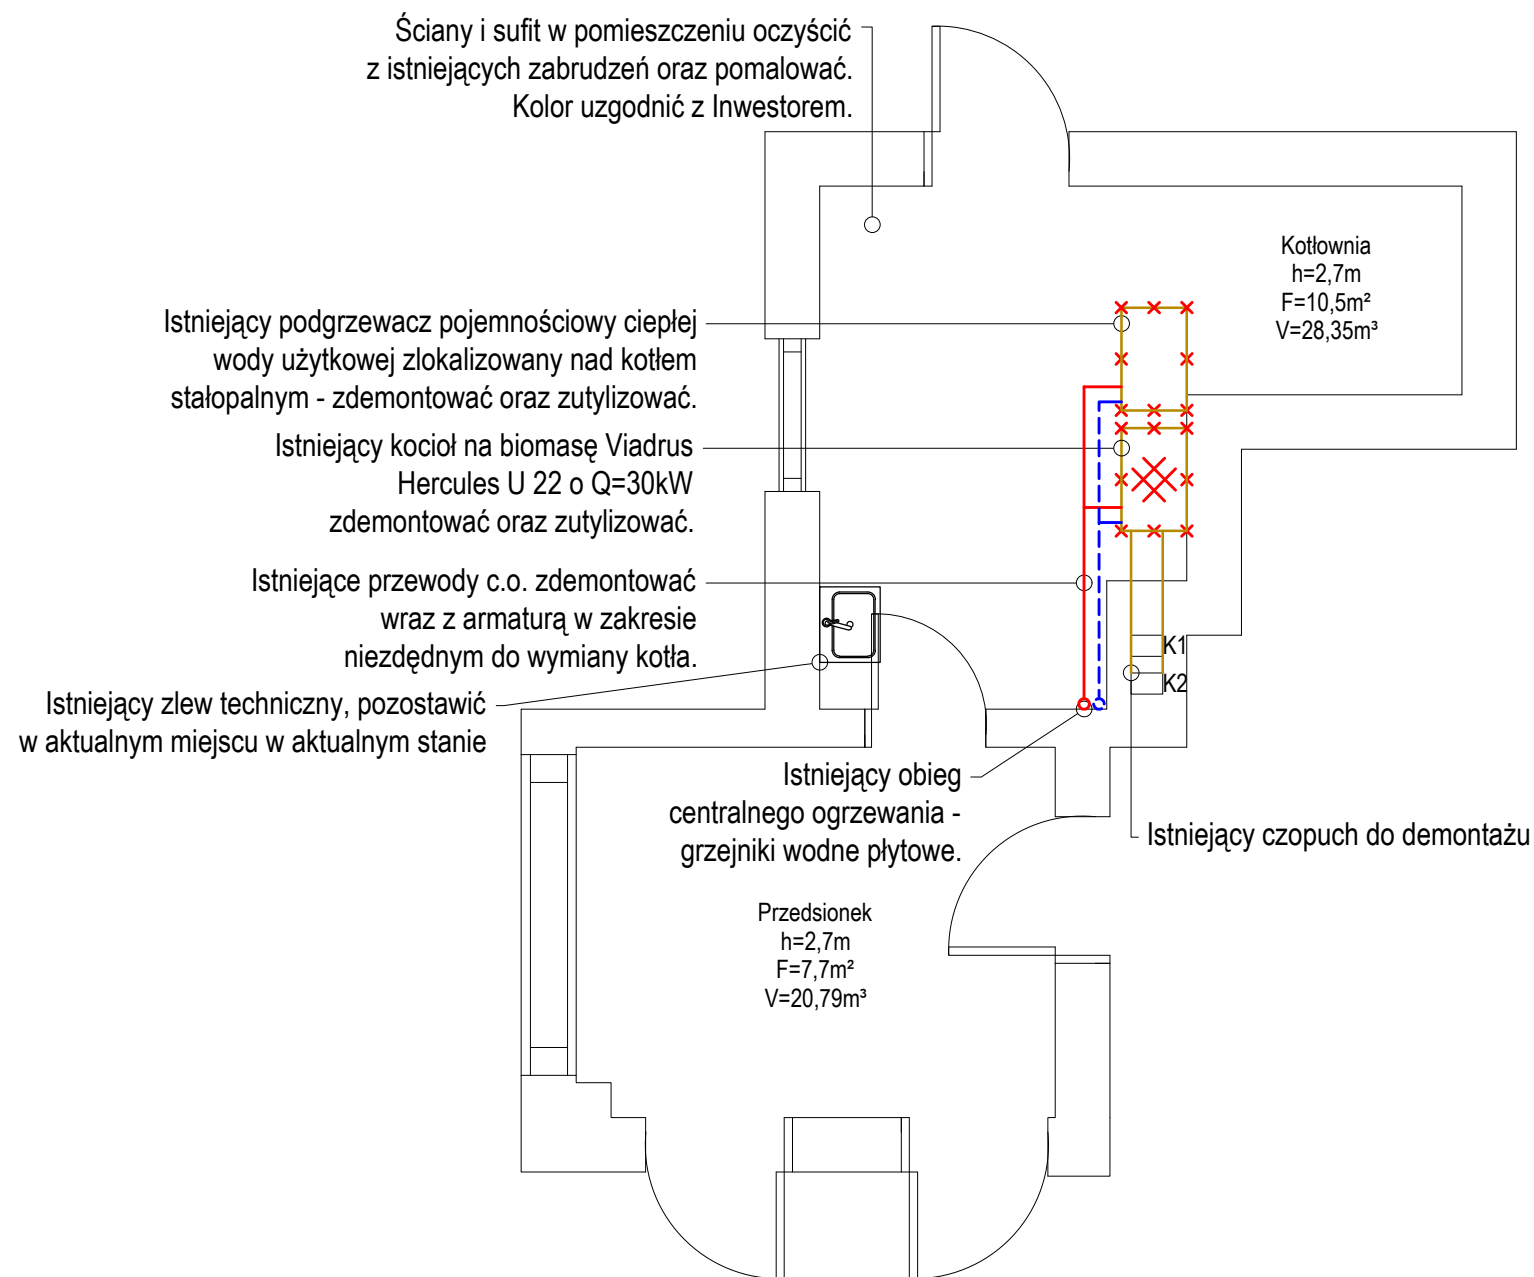 Ściany i sufit w pomieszczeniu oczyścić
z istniejących zabrudzeń oraz pomalować.
Kolor uzgodnić z Inwestorem.
Kotłownia
h=2,7m
F=10,5m²
V=28,35m³
Istniejący podgrzewacz pojemnościowy ciepłej
wody użytkowej zlokalizowany nad kotłem
stałopalnym - zdemontować oraz zutylizować.
Istniejący kocioł na biomasę Viadrus
Hercules U 22 o Q=30kW
zdemontować oraz zutylizować.
Istniejące przewody c.o. zdemontować
wraz z armaturą w zakresie
niezdędnym do wymiany kotła.
K1
K2
Istniejący zlew techniczny, pozostawić
w aktualnym miejscu w aktualnym stanie
Istniejący obieg
centralnego ogrzewania -
grzejniki wodne płytowe.
Istniejący czopuch do demontażu
Przedsionek
h=2,7m
F=7,7m²
V=20,79m³